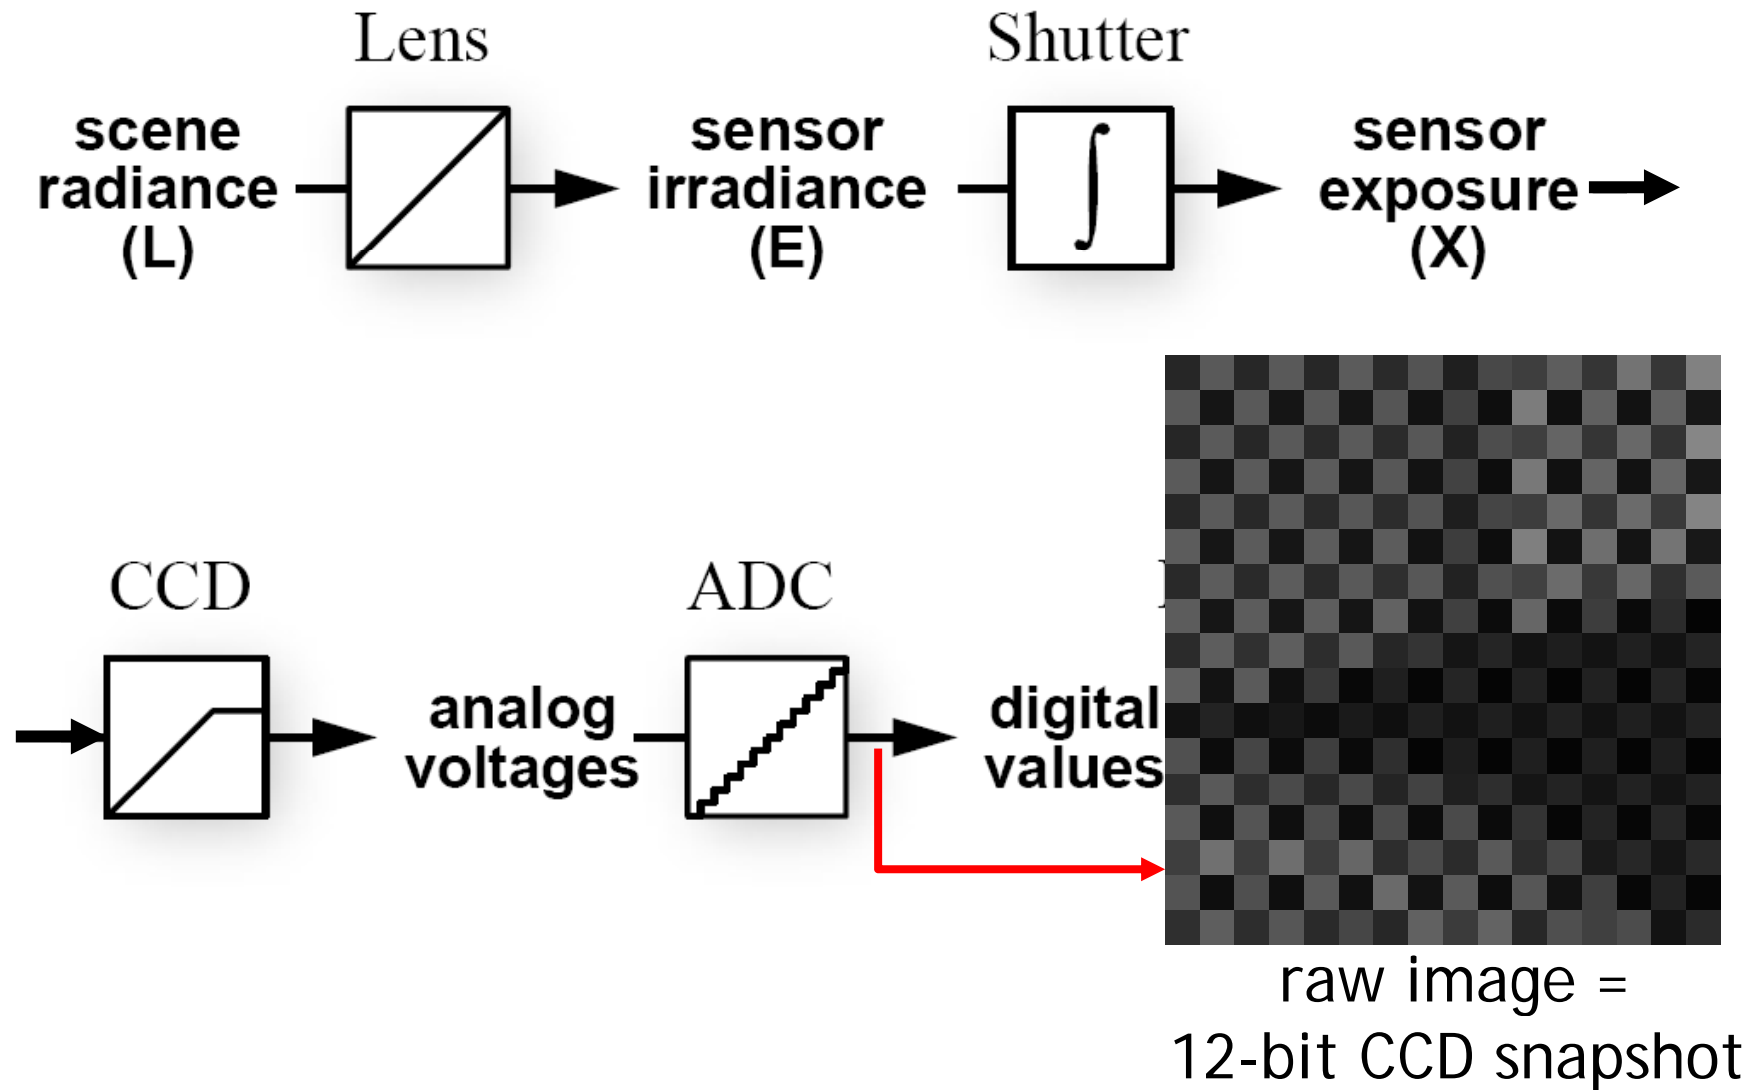 Lens
Shutter
scene
radiance
(L)
sensor
irradiance
(E)
∫
sensor
exposure
(X)
CCD
ADC
analog
voltages
digital
values
raw image =
12-bit CCD snapshot